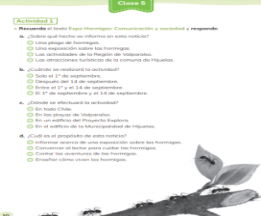 Clase 6
Actividad 1
Recuerda el texto Expo Hormigas: Comunicación y sociedad y responde:
a. ¿Sobre qué hecho se informa en esta noticia?
Una plaga de hormigas.
Una exposición sobre las hormigas.
Las actividades de la Región de Valparaíso.
Las atracciones turísticas de la comuna de Hijuelas.
b. ¿Cuándo se realizará la actividad?
Solo el 1° de septiembre.
Después del 14 de septiembre.
Entre el 1° y el 14 de septiembre.
El 1° de septiembre y el 14 de septiembre.
c. ¿Dónde se efectuará la actividad?
En todo Chile.
En las playas de Valparaíso.
En un edificio del Proyecto Explora.
En el edificio de la Municipalidad de Hijuelas.
d. ¿Cuál es el propósito de esta noticia?
Informar acerca de una exposición sobre las hormigas.
Convencer al lector para cuidar las hormigas.
Contar las aventuras de las hormigas.
Enseñar cómo viven las hormigas.